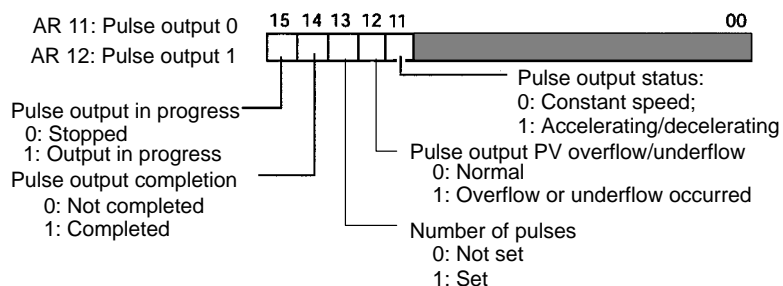 AR 11: Pulse output 0
AR 12: Pulse output 1
15 14 13 12 11 00
Pulse output status:
0: Constant speed;
1: Accelerating/decelerating
Pulse output in progress
0: Stopped
1: Output in progress
Pulse output PV overflow/underflow
0: Normal
1: Overflow or underflow occurred
Pulse output completion
0: Not completed
1: Completed
Number of pulses
0: Not set
1: Set